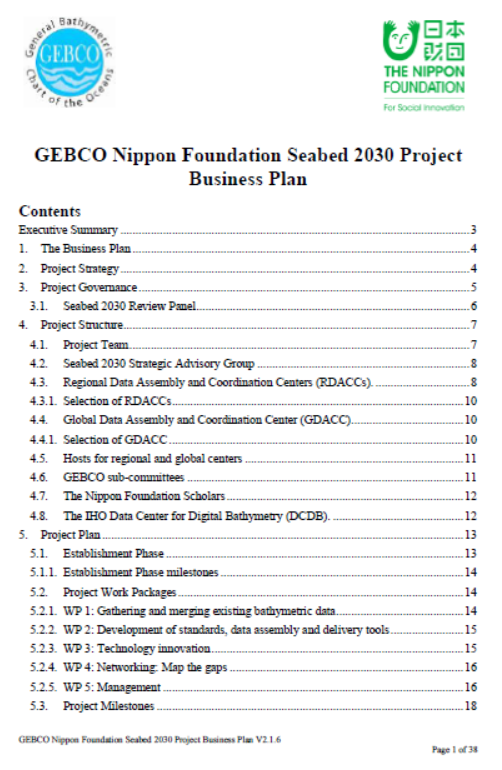 General Bathymetric
GEBCO
Chart of the Oceans
日本
財団
THE NIPPON
FOUNDATION
For Social Innovation
GEBCO Nippon Foundation Seabed 2030 Project
Business Plan
Contents
Executive Summary ... 3
1. The Business Plan ... 4
2. Project Strategy ... 4
3. Project Governance ... 5
3.1. Seabed 2030 Review Panel ... 6
4. Project Structure ... 7
4.1. Project Team ... 7
4.2. Seabed 2030 Strategic Advisory Group ... 8
4.3. Regional Data Assembly and Coordination Centers (RDACCs). ... 8
4.3.1. Selection of RDACCs ... 10
4.4. Global Data Assembly and Coordination Center (GDACC) ... 10
4.4.1. Selection of GDACC ... 10
4.5. Hosts for regional and global centers ... 11
4.6. GEBCO sub-committees ... 11
4.7. The Nippon Foundation Scholars ... 12
4.8. The IHO Data Center for Digital Bathymetry (DCDB). ... 12
5. Project Plan ... 13
5.1. Establishment Phase ... 13
5.1.1. Establishment Phase milestones ... 14
5.2. Project Work Packages ... 14
5.2.1. WP 1: Gathering and merging existing bathymetric data ... 14
5.2.2. WP 2: Development of standards, data assembly and delivery tools ... 15
5.2.3. WP 3: Technology innovation ... 15
5.2.4. WP 4: Networking: Map the gaps ... 16
5.2.5. WP 5: Management ... 16
5.3. Project Milestones ... 18
GEBCO Nippon Foundation Seabed 2030 Project Business Plan V2.1.6
Page 1 of 38